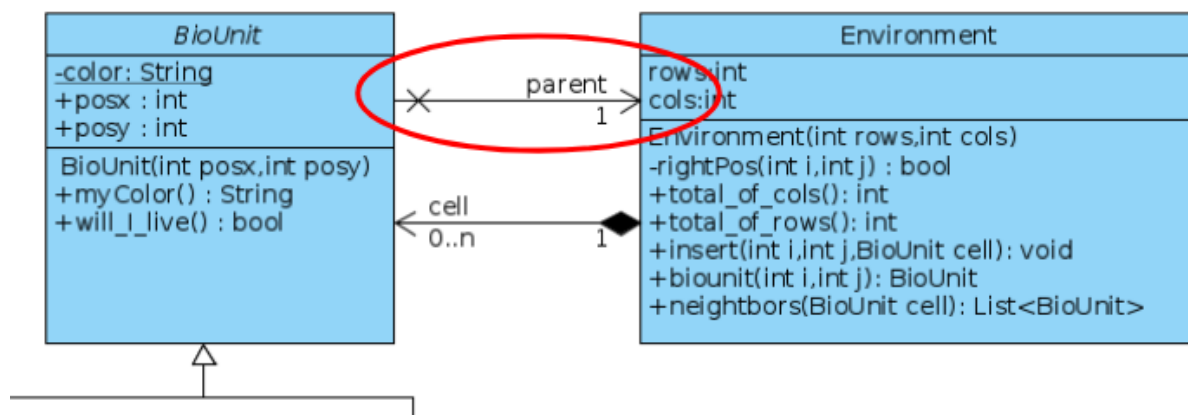 BioUnit
-color: String
+posx : int
+posy : int
BioUnit(int posx,int posy)
+myColor() : String
+will_I_live() : bool
parent
1
cell
0..n
1
Environment
rows:int
cols:int
Environment(int rows,int cols)
-rightPos(int i,int j) : bool
+total_of_cols(): int
+total_of_rows(): int
+insert(int i,int j,BioUnit cell): void
+biounit(int i,int j): BioUnit
+neightbors(BioUnit cell): List<BioUnit>